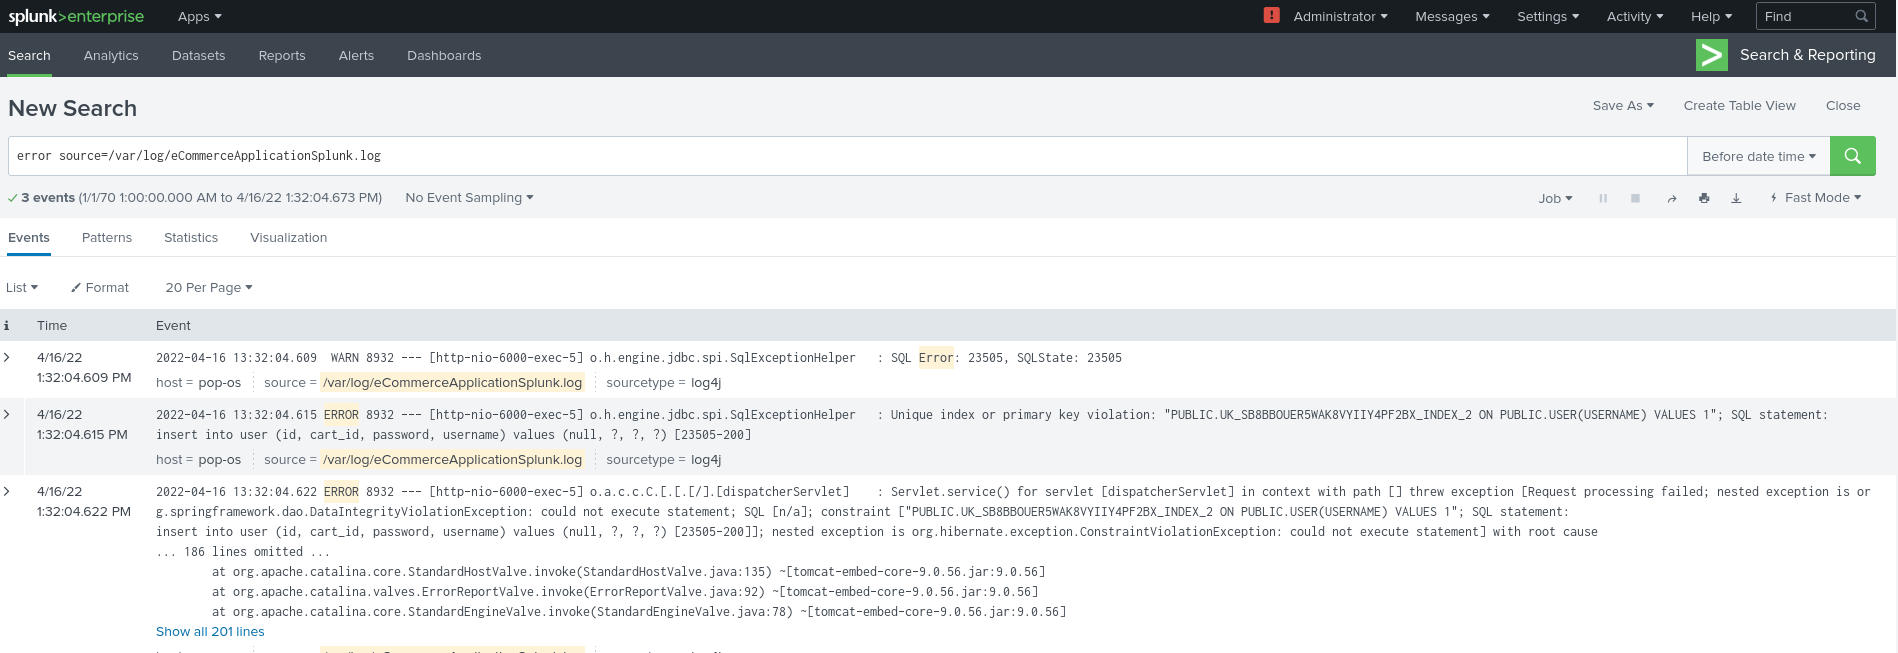 splunk>enterprise Apps Administrator Messages Settings Activity Help Find
Search Analytics Datasets Reports Alerts Dashboards Search & Reporting
New Search Save As Create Table View Close
error source=/var/log/eCommerceApplicationSplunk.log Before date time
3 events (1/1/70 1:00:00.000 AM to 4/16/22 1:32:04.673 PM) No Event Sampling Job Fast Mode
Events Patterns Statistics Visualization
List Format 20 Per Page
i Time Event
4/16/22 2022-04-16 13:32:04.609  WARN 8932 --- [http-nio-6000-exec-5] o.h.engine.jdbc.spi.SqlExceptionHelper   : SQL Error: 23505, SQLState: 23505
1:32:04.609 PM host = pop-os source = /var/log/eCommerceApplicationSplunk.log sourcetype = log4j
4/16/22 2022-04-16 13:32:04.615 ERROR 8932 --- [http-nio-6000-exec-5] o.h.engine.jdbc.spi.SqlExceptionHelper   : Unique index or primary key violation: "PUBLIC.UK_SB8BBOUER5WAK8VYIIY4PF2BX_INDEX_2 ON PUBLIC.USER(USERNAME) VALUES 1"; SQL statement:
1:32:04.615 PM insert into user (id, cart_id, password, username) values (null, ?, ?, ?) [23505-200]
host = pop-os source = /var/log/eCommerceApplicationSplunk.log sourcetype = log4j
4/16/22 2022-04-16 13:32:04.622 ERROR 8932 --- [http-nio-6000-exec-5] o.a.c.c.C.[.[.[/].[dispatcherServlet]    : Servlet.service() for servlet [dispatcherServlet] in context with path [] threw exception [Request processing failed; nested exception is or
1:32:04.622 PM g.springframework.dao.DataIntegrityViolationException: could not execute statement; SQL [n/a]; constraint ["PUBLIC.UK_SB8BBOUER5WAK8VYIIY4PF2BX_INDEX_2 ON PUBLIC.USER(USERNAME) VALUES 1"; SQL statement:
insert into user (id, cart_id, password, username) values (null, ?, ?, ?) [23505-200]]; nested exception is org.hibernate.exception.ConstraintViolationException: could not execute statement] with root cause
... 186 lines omitted ...
at org.apache.catalina.core.StandardHostValve.invoke(StandardHostValve.java:135) ~[tomcat-embed-core-9.0.56.jar:9.0.56]
at org.apache.catalina.valves.ErrorReportValve.invoke(ErrorReportValve.java:92) ~[tomcat-embed-core-9.0.56.jar:9.0.56]
at org.apache.catalina.core.StandardEngineValve.invoke(StandardEngineValve.java:78) ~[tomcat-embed-core-9.0.56.jar:9.0.56]
Show all 201 lines